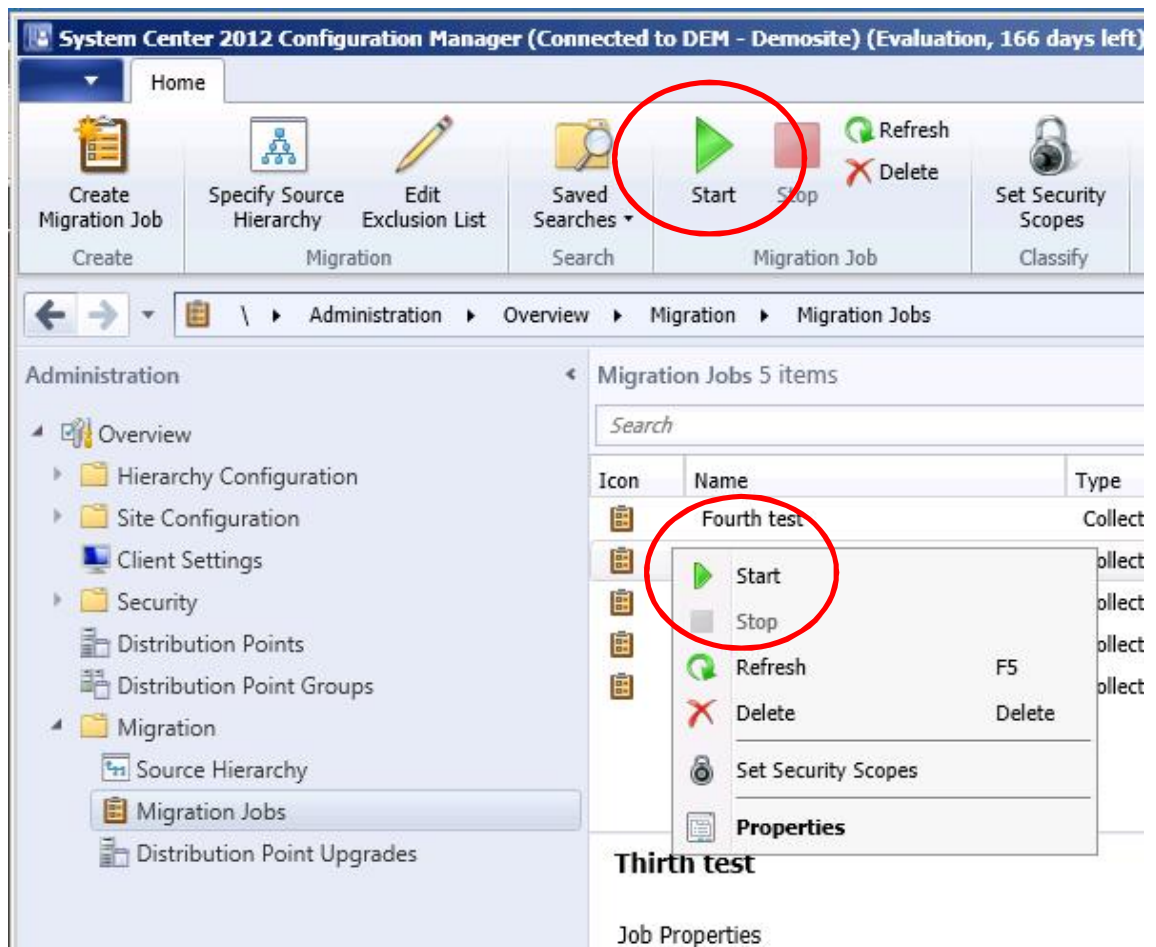 System Center 2012 Configuration Manager (Connected to DEM - Demosite) (Evaluation, 166 days left)
Home
Create Migration Job
Specify Source Hierarchy
Edit Exclusion List
Saved Searches
Start
Stop
Refresh
Delete
Set Security Scopes
Create
Migration
Search
Migration Job
Classify
\ Administration Overview Migration Migration Jobs
Administration
Overview
Hierarchy Configuration
Site Configuration
Client Settings
Security
Distribution Points
Distribution Point Groups
Migration
Source Hierarchy
Migration Jobs
Distribution Point Upgrades
Migration Jobs 5 items
Search
Icon Name Type
Fourth test Collect
ollect
ollect
ollect
ollect
Start
Stop
Refresh F5
Delete Delete
Set Security Scopes
Properties
Thirth test
Job Properties